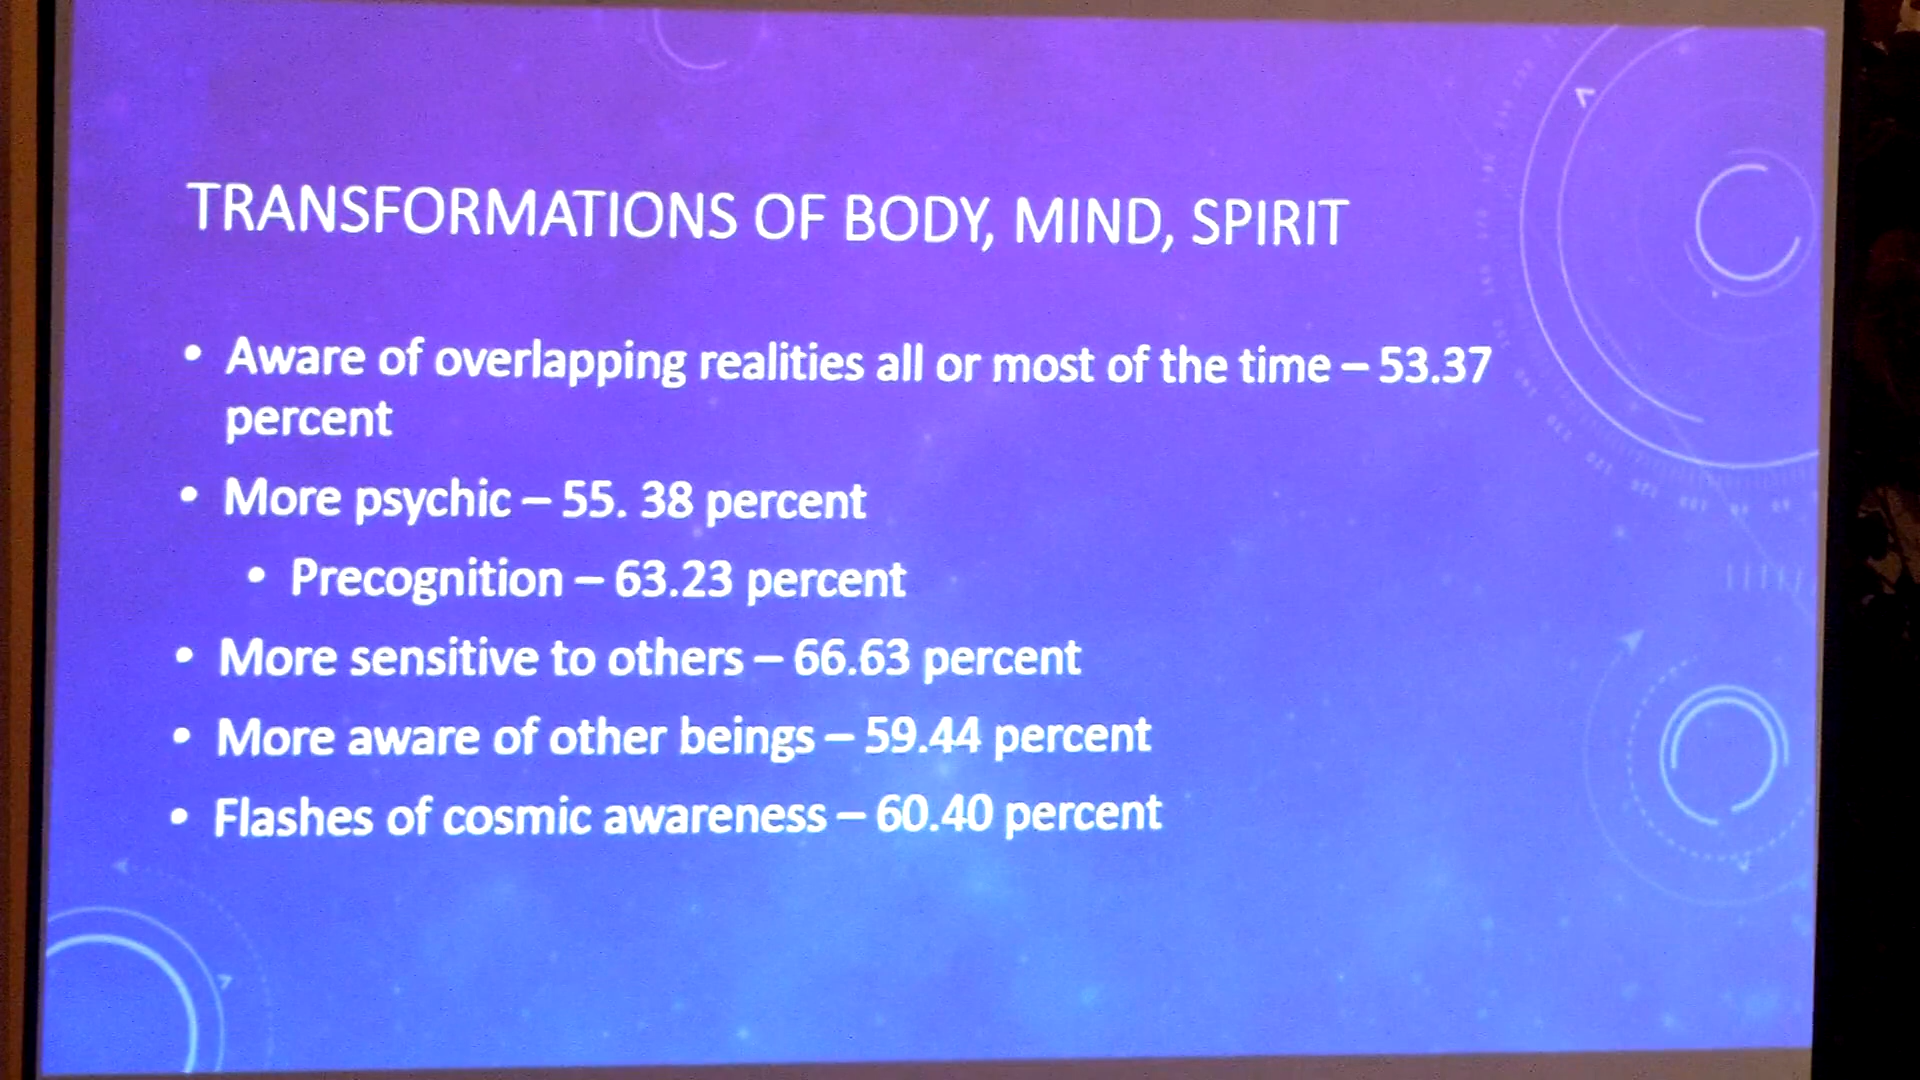 TRANSFORMATIONS OF BODY, MIND, SPIRIT
• Aware of overlapping realities all or most of the time – 53.37
percent
• More psychic – 55. 38 percent
• Precognition – 63.23 percent
• More sensitive to others – 66.63 percent
• More aware of other beings – 59.44 percent
• Flashes of cosmic awareness – 60.40 percent